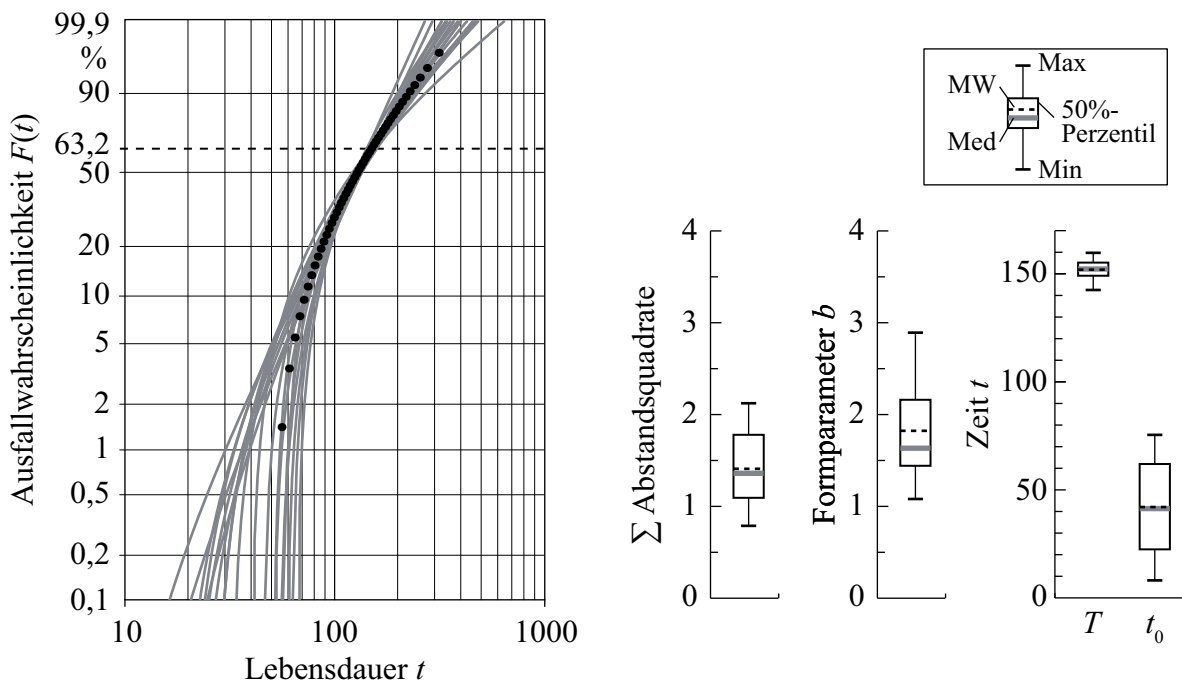 99,9
%
90
63,2
50
20
10
5
2
1
0,5
0,2
0,1
10
100
1000
Ausfallwahrscheinlichkeit F(t)
Lebensdauer t
Max
MW
50%-
Perzentil
Med
Min
4
3
2
1
0
∑ Abstandsquadrate
4
3
2
1
0
Formparameter b
150
100
50
0
Zeit t
T
t₀